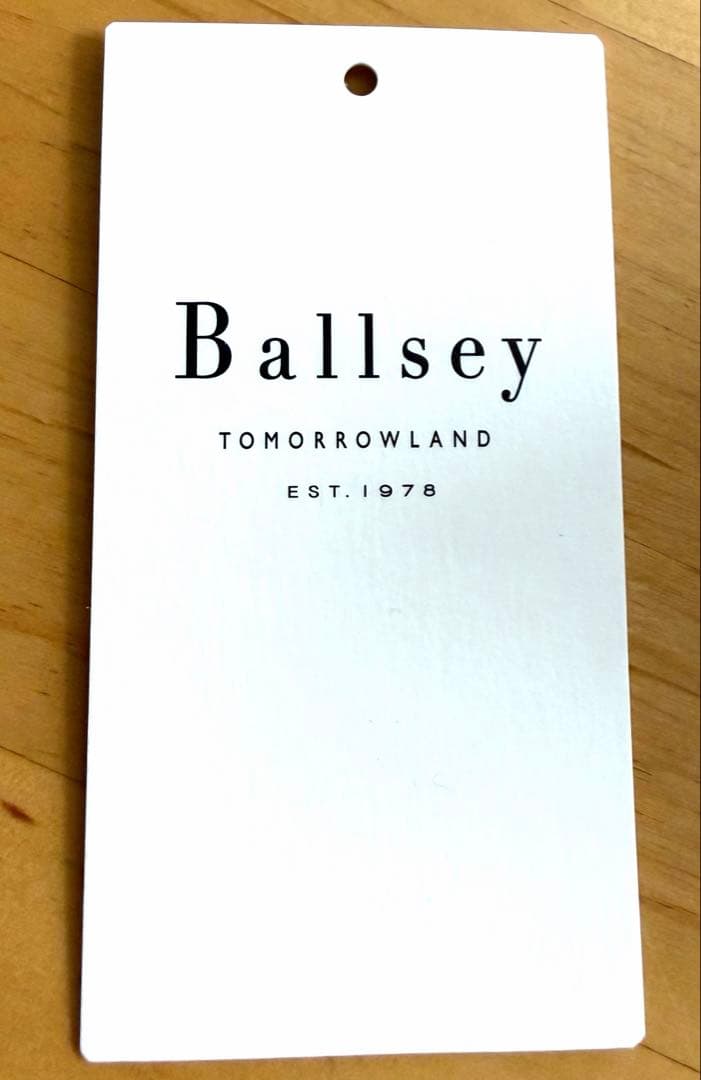 Ballsey
TOMORROWLAND
EST. 1978